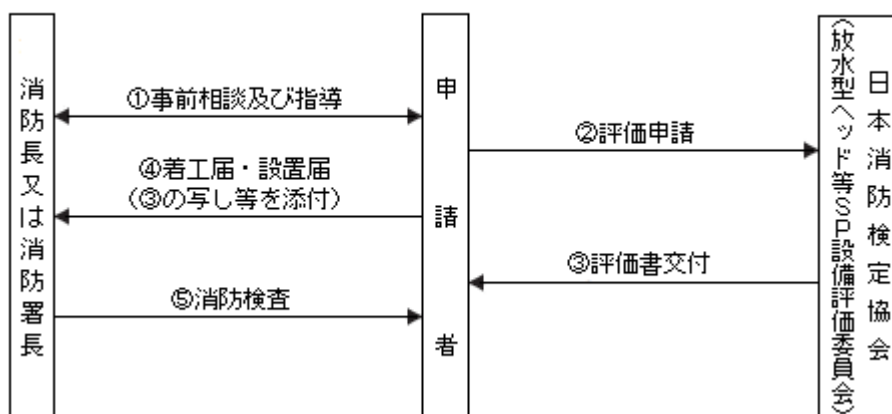 消防長又は消防署長
①事前相談及び指導
④着工届・設置届
（③の写し等を添付）
⑤消防検査
申請者
②評価申請
③評価書交付
日本消防検定協会
（放水型ヘッド等SP設備評価委員会）